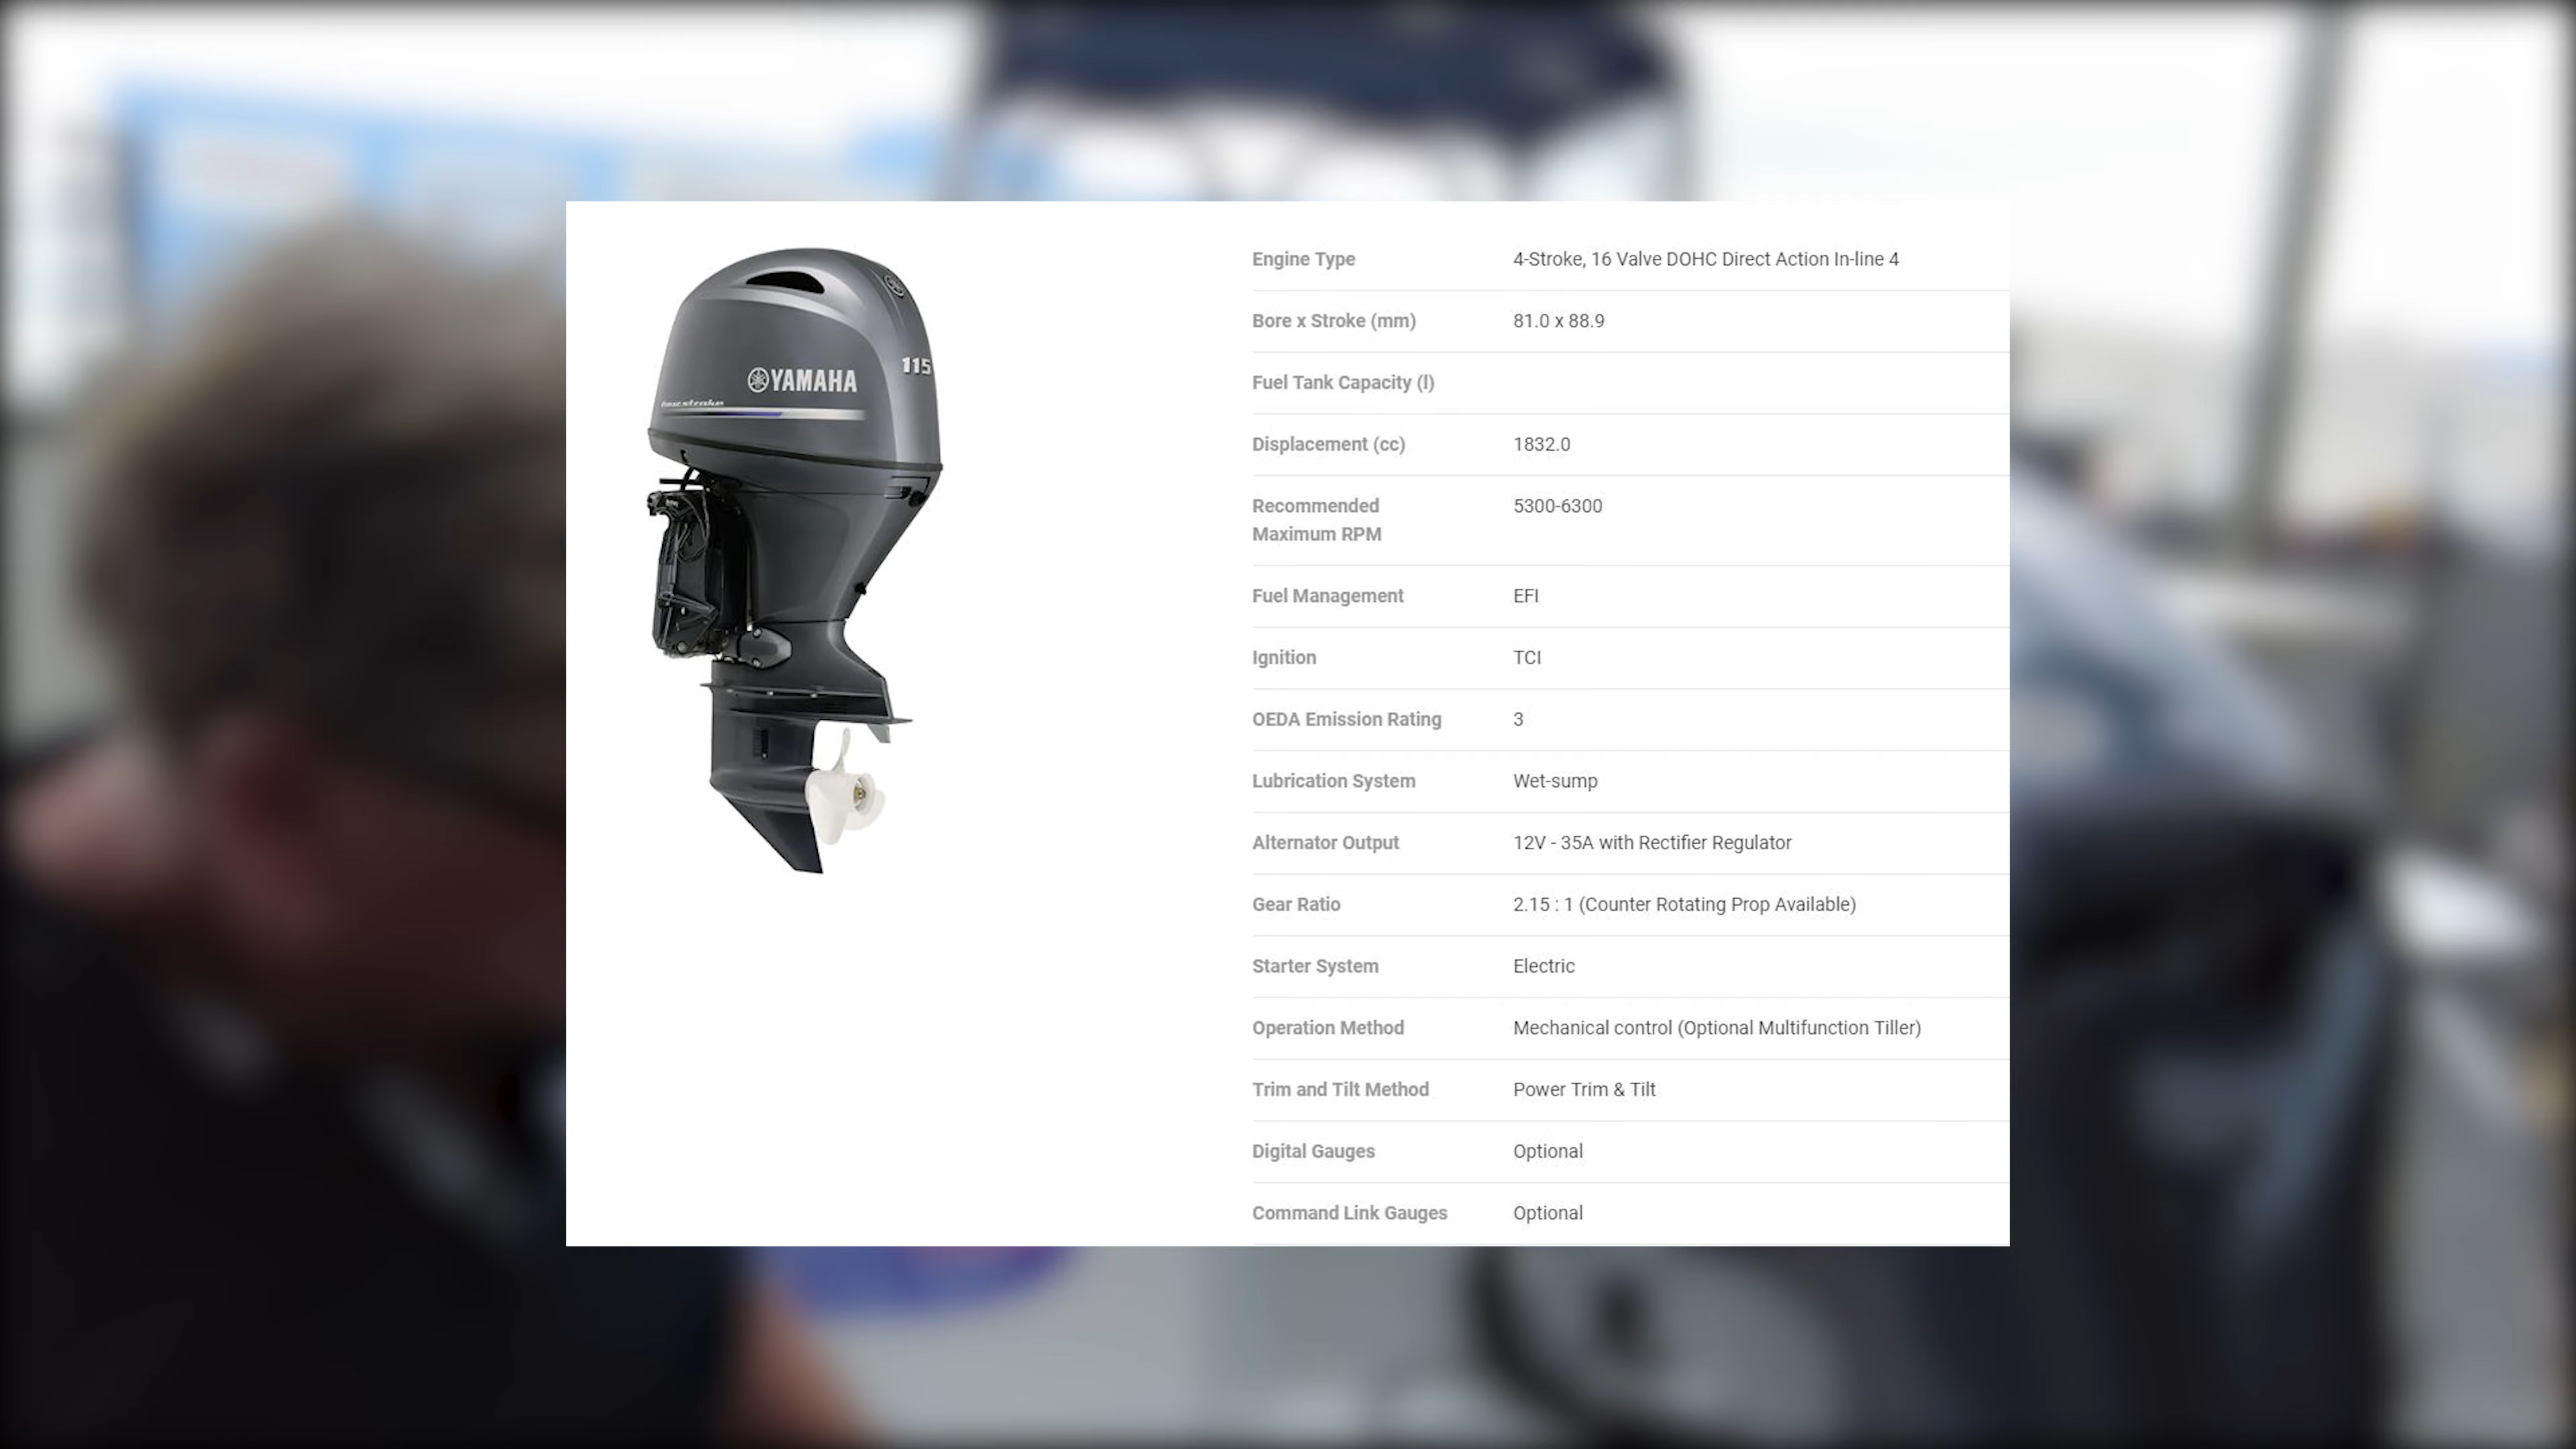 YAMAHA
115
fourstroke
Engine Type 4-Stroke, 16 Valve DOHC Direct Action In-line 4
Bore x Stroke (mm) 81.0 x 88.9
Fuel Tank Capacity (l)
Displacement (cc) 1832.0
Recommended 5300-6300
Maximum RPM
Fuel Management EFI
Ignition TCI
OEDA Emission Rating 3
Lubrication System Wet-sump
Alternator Output 12V - 35A with Rectifier Regulator
Gear Ratio 2.15 : 1 (Counter Rotating Prop Available)
Starter System Electric
Operation Method Mechanical control (Optional Multifunction Tiller)
Trim and Tilt Method Power Trim & Tilt
Digital Gauges Optional
Command Link Gauges Optional